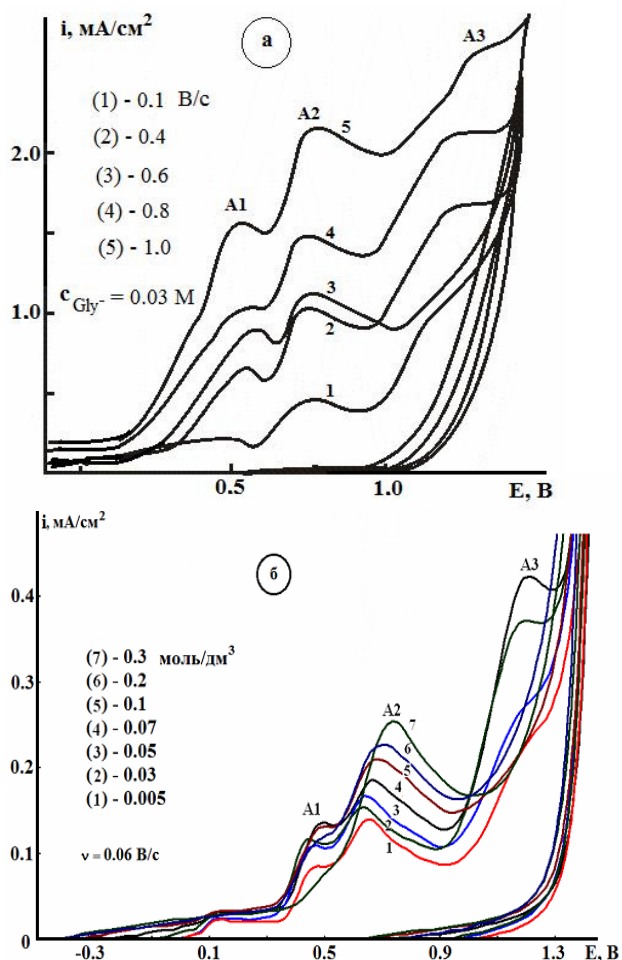 i, мА/см²
а
A3
(1) - 0.1 В/с
A2
5
(2) - 0.4
2.0
(3) - 0.6
A1
(4) - 0.8
4
(5) - 1.0
3
c Gly- = 0.03 М
2
1.0
1
0.5
1.0
E, В
i, мА/см²
б
A3
0.4
(7) - 0.3 моль/дм³
(6) - 0.2
0.3
(5) - 0.1
A2
7
(4) - 0.07
6
(3) - 0.05
5
0.2
(2) - 0.03
4
(1) - 0.005
A1
3
2
1
0.1
ν = 0.06 В/с
0
-0.3
0.1
0.5
0.9
1.3
E, В